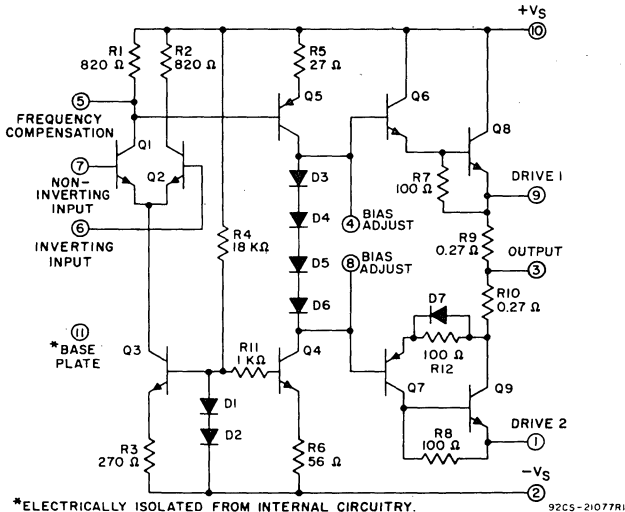 +VS
10
R1
820 Ω
R2
820 Ω
R5
27 Ω
Q5
Q6
Q8
5
FREQUENCY
COMPENSATION
Q1
7
NON-
INVERTING
INPUT
Q2
6
INVERTING
INPUT
D3
D4
D5
D6
R4
18 KΩ
4
BIAS
ADJUST
8
BIAS
ADJUST
R7
100 Ω
DRIVE 1
9
R9
0.27 Ω
OUTPUT
3
R10
0.27 Ω
D7
100 Ω
R12
11
*BASE
PLATE
Q3
R11
1 KΩ
Q4
Q7
Q9
D1
D2
R3
270 Ω
R6
56 Ω
R8
100 Ω
DRIVE 2
1
-VS
2
*ELECTRICALLY ISOLATED FROM INTERNAL CIRCUITRY.
92CS-21077R1